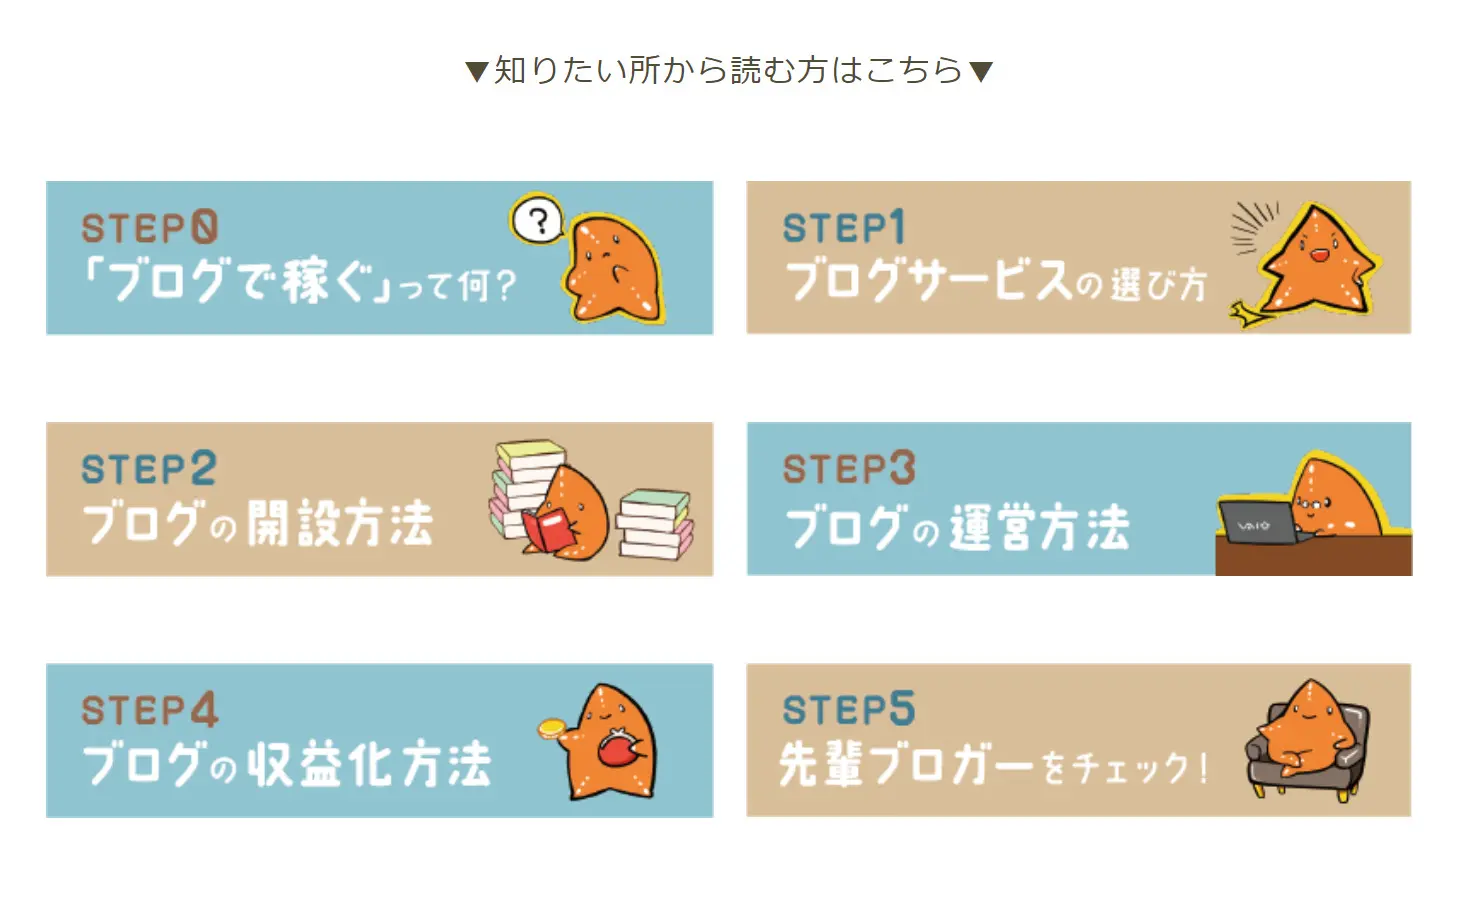 ▼知りたい所から読む方はこちら▼
STEP0
?
「ブログで稼ぐ」って何?
STEP1
ブログサービスの選び方
STEP2
ブログの開設方法
STEP3
ブログの運営方法
VAIO
STEP4
ブログの収益化方法
STEP5
先輩ブロガーをチェック!